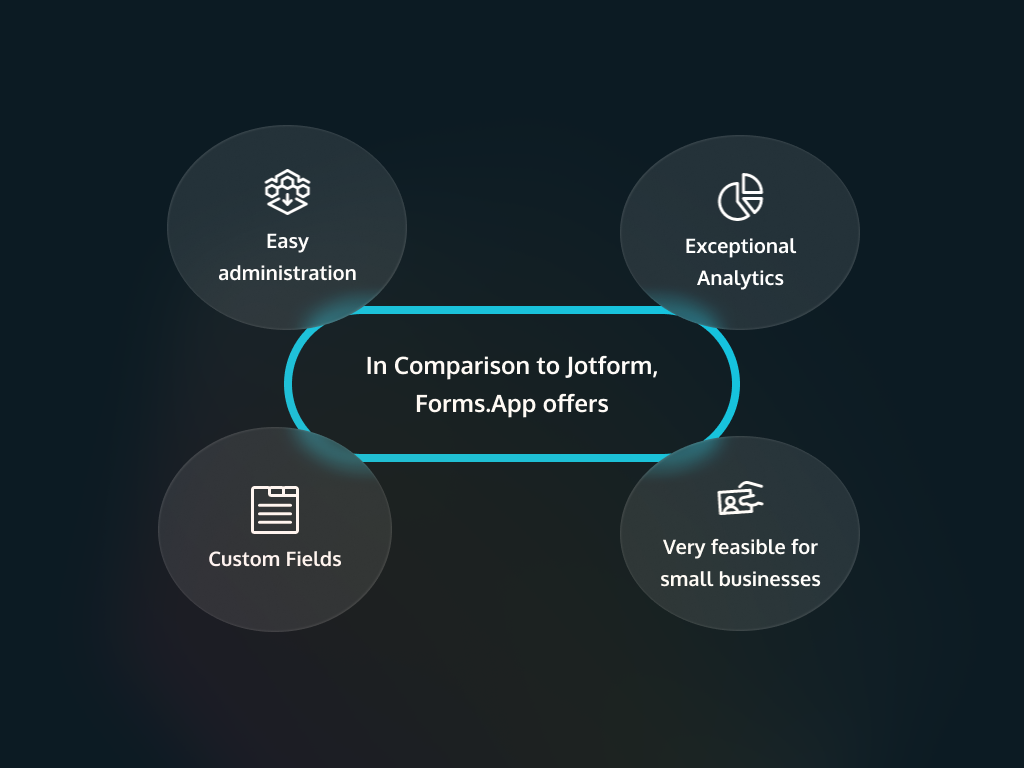 Easy
administration
Exceptional
Analytics
In Comparison to Jotform,
Forms.App offers
Custom Fields
Very feasible for
small businesses